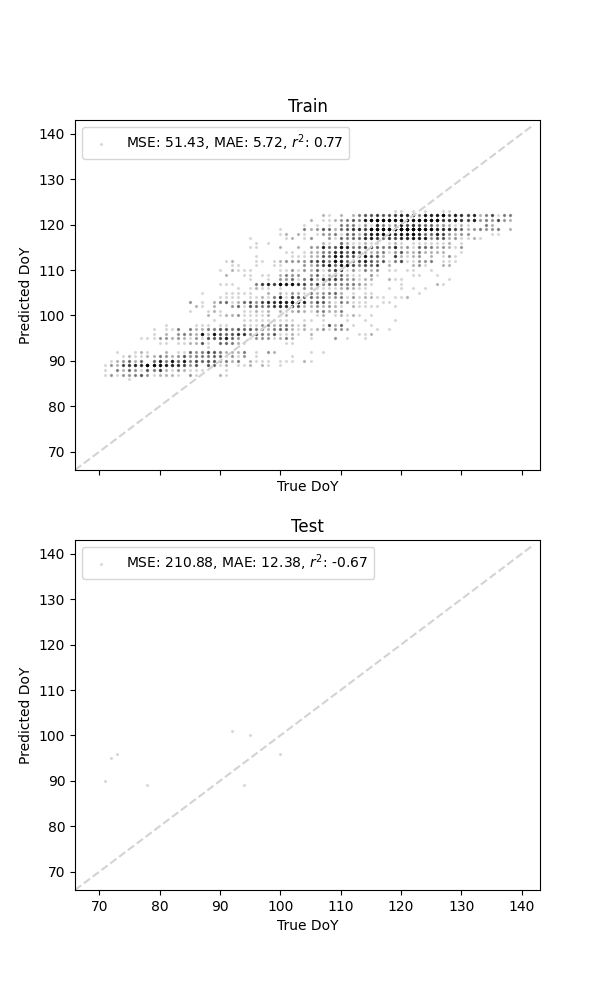 Train
MSE: 51.43, MAE: 5.72, r²: 0.77
140
130
120
110
100
90
80
70
Predicted DoY
True DoY
Test
MSE: 210.88, MAE: 12.38, r²: -0.67
140
130
120
110
100
90
80
70
Predicted DoY
70 80 90 100 110 120 130 140
True DoY